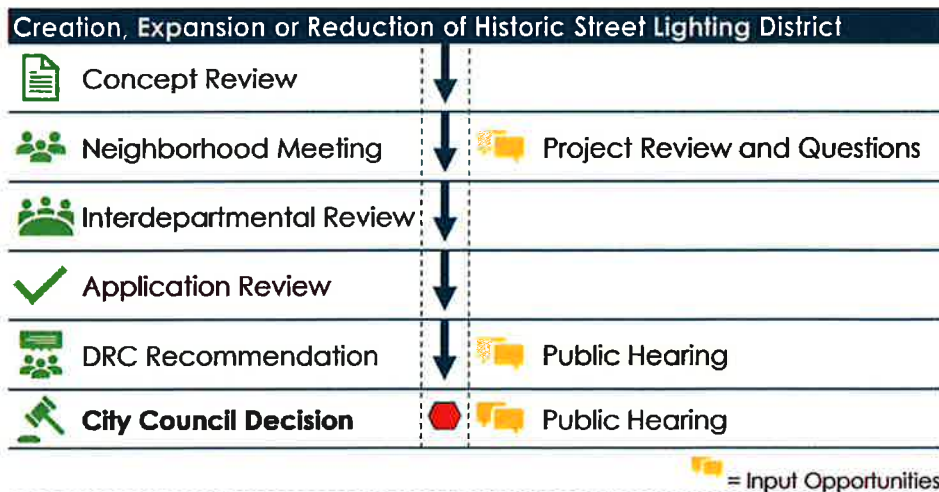 Creation, Expansion or Reduction of Historic Street Lighting District
Concept Review
Neighborhood Meeting Project Review and Questions
Interdepartmental Review
Application Review
DRC Recommendation Public Hearing
City Council Decision Public Hearing
= Input Opportunities